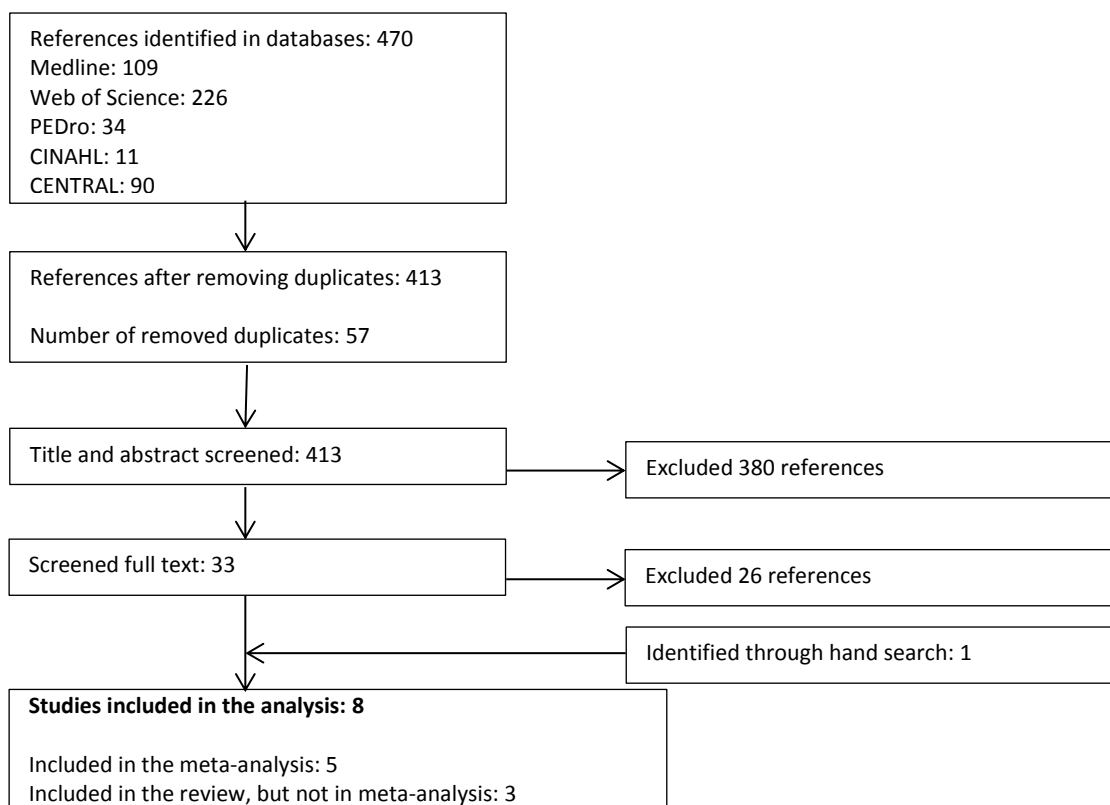 References identified in databases: 470
Medline: 109
Web of Science: 226
PEDro: 34
CINAHL: 11
CENTRAL: 90
References after removing duplicates: 413
Number of removed duplicates: 57
Title and abstract screened: 413
Excluded 380 references
Screened full text: 33
Excluded 26 references
Identified through hand search: 1
Studies included in the analysis: 8
Included in the meta-analysis: 5
Included in the review, but not in meta-analysis: 3